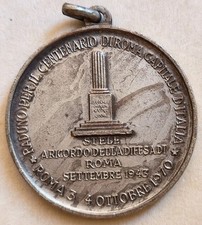 RADUNO PER IL CENTENARIO DI ROMA CAPITALE D'ITALIA
STELE
A RICORDO DELLA DIFESA DI
ROMA
SETTEMBRE 1943
★ ROMA 3 4 OTTOBRE 1970 ★